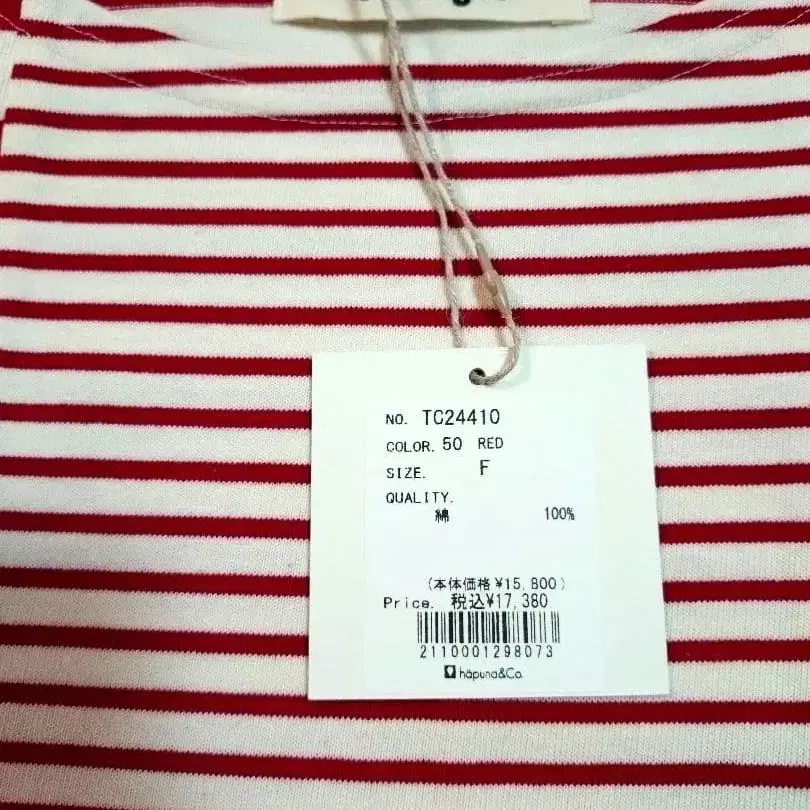 NO. TC24410
COLOR. 50 RED
SIZE. F
QUALITY.
綿 100%
(本体価格¥15,800)
Price. 税込¥17,380
2110001298073
hāpuna&Co.